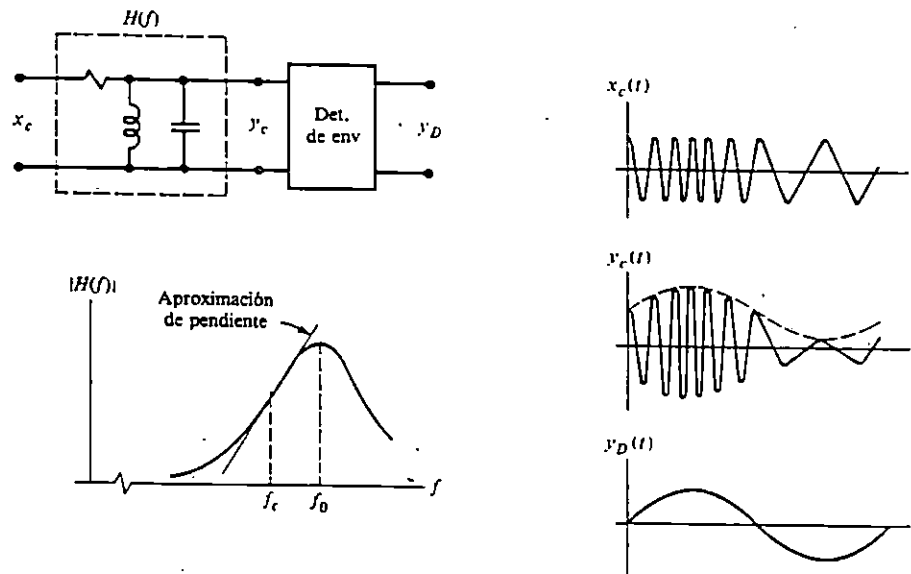 H(f)
x_c
y_c
Det.
de env
y_D
|H(f)|
Aproximación
de pendiente
f_c
f_0
f
x_c(t)
y_c(t)
y_D(t)